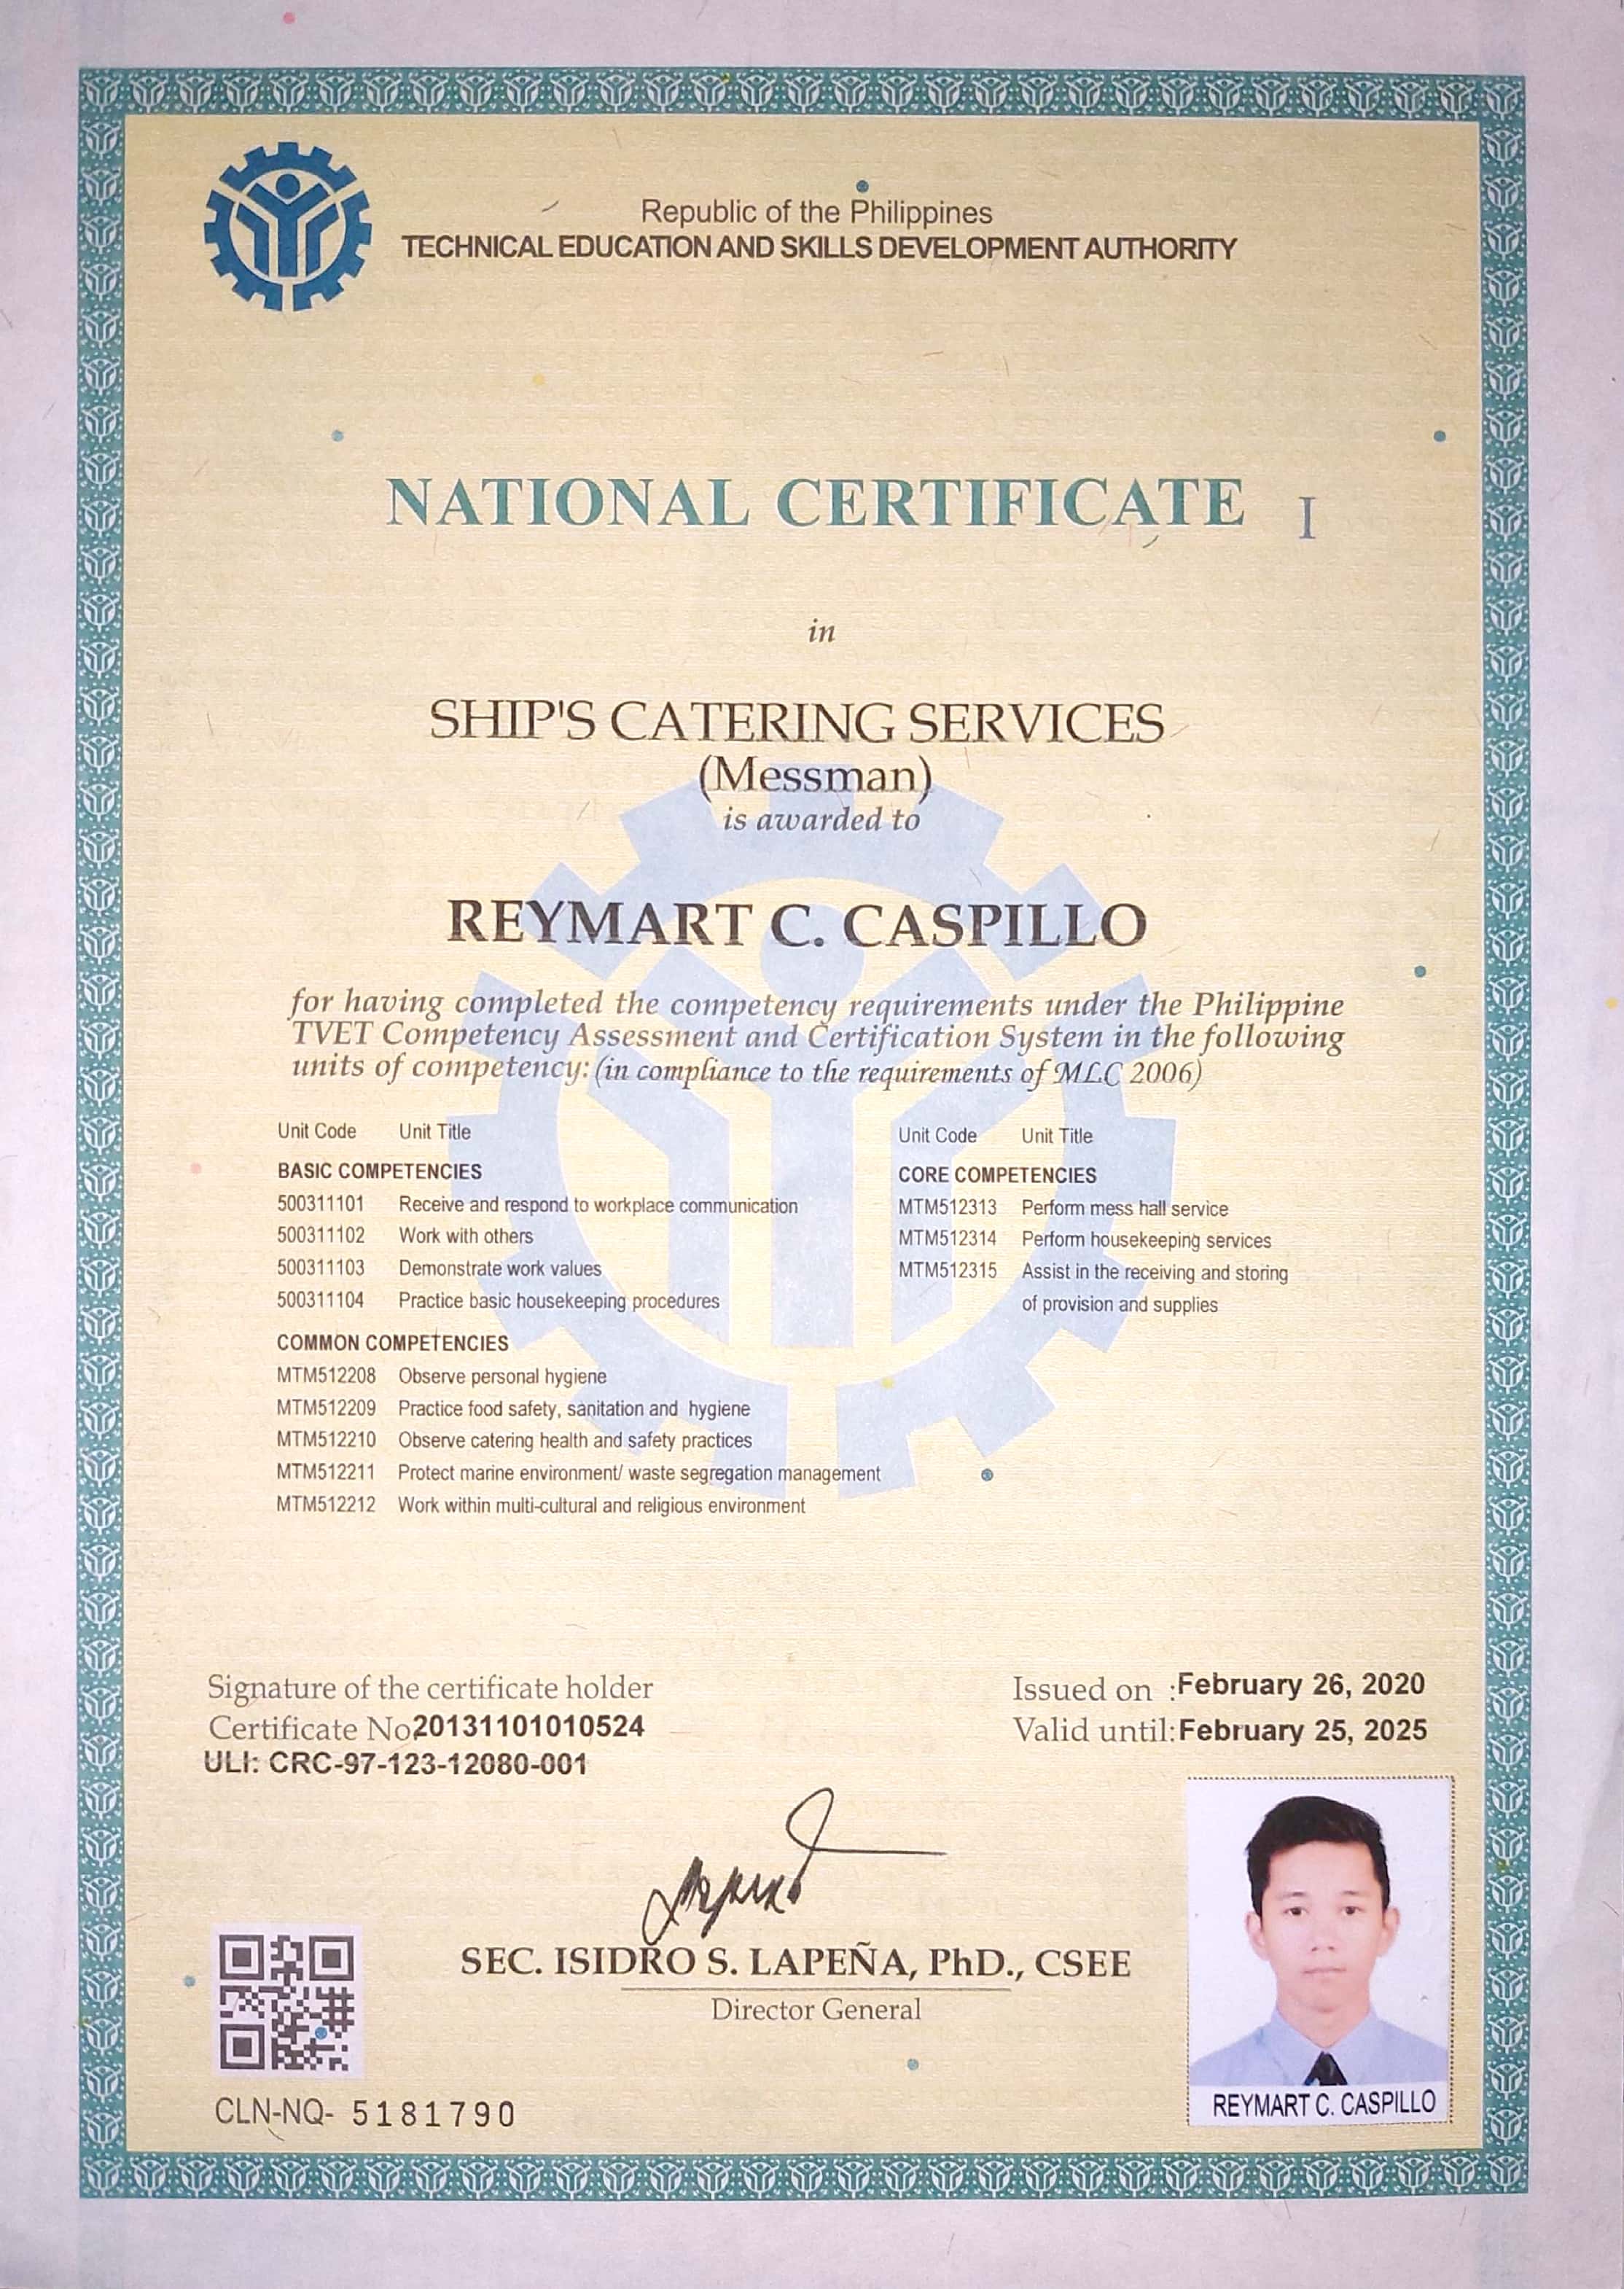 Republic of the Philippines
TECHNICAL EDUCATION AND SKILLS DEVELOPMENT AUTHORITY
NATIONAL CERTIFICATE I
in
SHIP'S CATERING SERVICES
(Messman)
is awarded to
REYMART C. CASPILLO
for having completed the competency requirements under the Philippine
TVET Competency Assessment and Certification System in the following
units of competency: (in compliance to the requirements of MLC 2006)
Unit Code Unit Title
BASIC COMPETENCIES
500311101 Receive and respond to workplace communication
500311102 Work with others
500311103 Demonstrate work values
500311104 Practice basic housekeeping procedures
COMMON COMPETENCIES
MTM512208 Observe personal hygiene
MTM512209 Practice food safety, sanitation and hygiene
MTM512210 Observe catering health and safety practices
MTM512211 Protect marine environment/ waste segregation management
MTM512212 Work within multi-cultural and religious environment
Unit Code Unit Title
CORE COMPETENCIES
MTM512313 Perform mess hall service
MTM512314 Perform housekeeping services
MTM512315 Assist in the receiving and storing
of provision and supplies
Signature of the certificate holder
Certificate No. 20131101010524
ULI: CRC-97-123-12080-001
Issued on : February 26, 2020
Valid until: February 25, 2025
SEC. ISIDRO S. LAPEÑA, PhD., CSEE
Director General
CLN-NQ- 5181790
REYMART C. CASPILLO